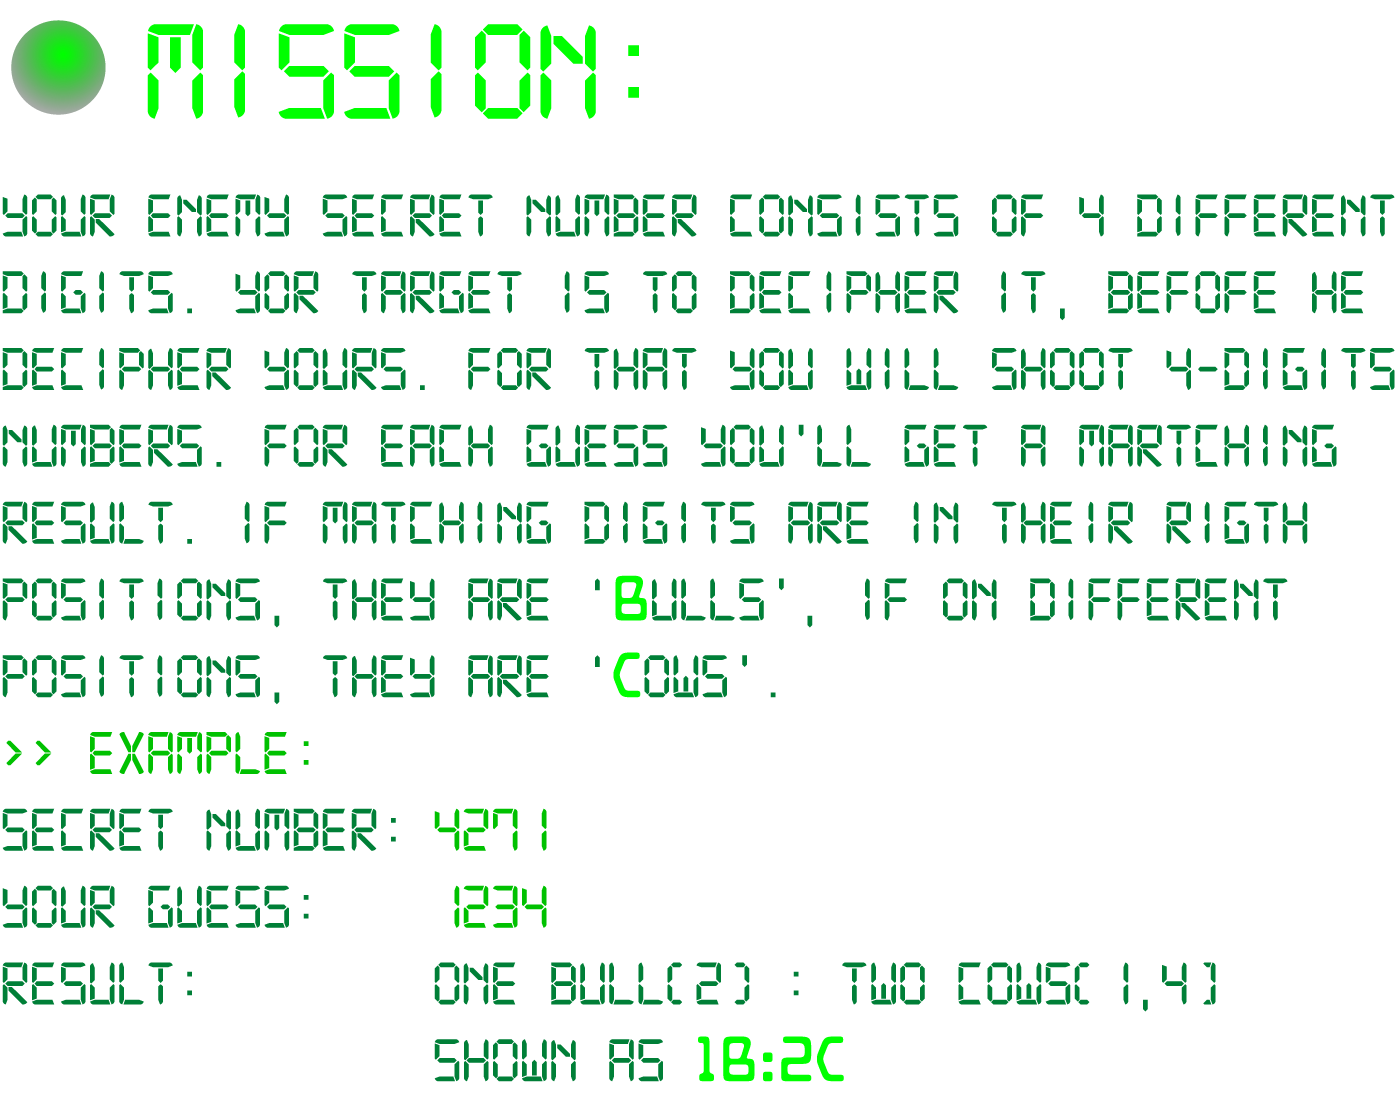 MISSION:
YOUR ENEMY SECRET NUMBER CONSISTS OF 4 DIFFERENT
DIGITS. YOR TARGET IS TO DECIPHER IT, BEFOFE HE
DECIPHER YOURS. FOR THAT YOU WILL SHOOT 4-DIGITS
NUMBERS. FOR EACH GUESS YOU'LL GET A MARTCHING
RESULT. IF MATCHING DIGITS ARE IN THEIR RIGTH
POSITIONS, THEY ARE 'BULLS', IF ON DIFFERENT
POSITIONS, THEY ARE 'COWS'.
>> EXAMPLE:
SECRET NUMBER: 4271
YOUR GUESS: 1234
RESULT: ONE BULL(2) : TWO COWS( 1,4)
SHOWN AS 1B:2C